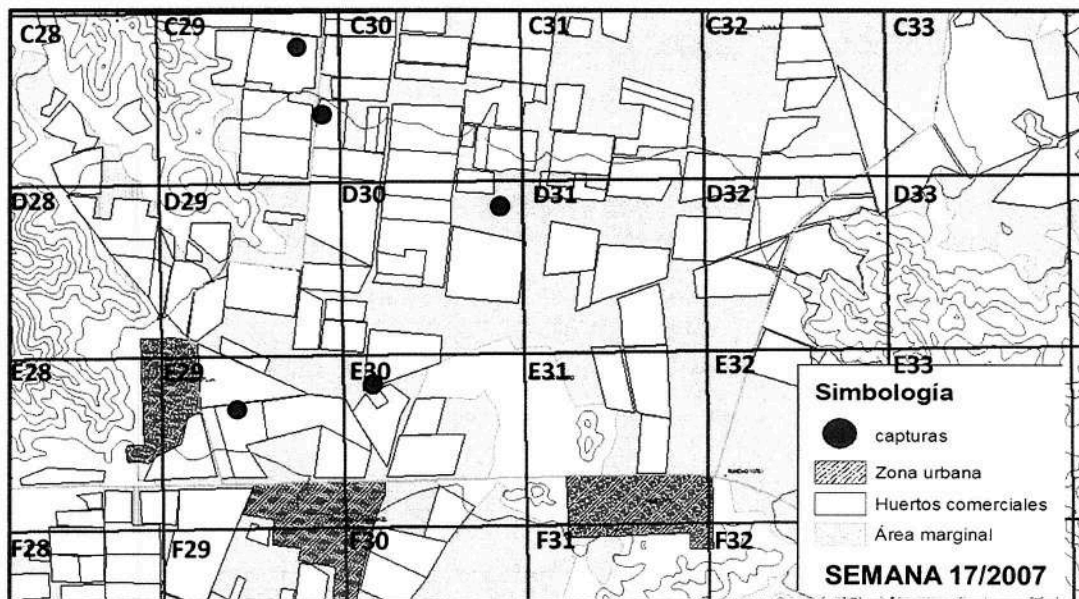 C28 C29 C30 C31 C32 C33
D28 D29 D30 D31 D32 D33
E28 E29 E30 E31 E32 E33
F28 F29 F30 F31 F32
Simbología
capturas
Zona urbana
Huertos comerciales
Área marginal
SEMANA 17/2007